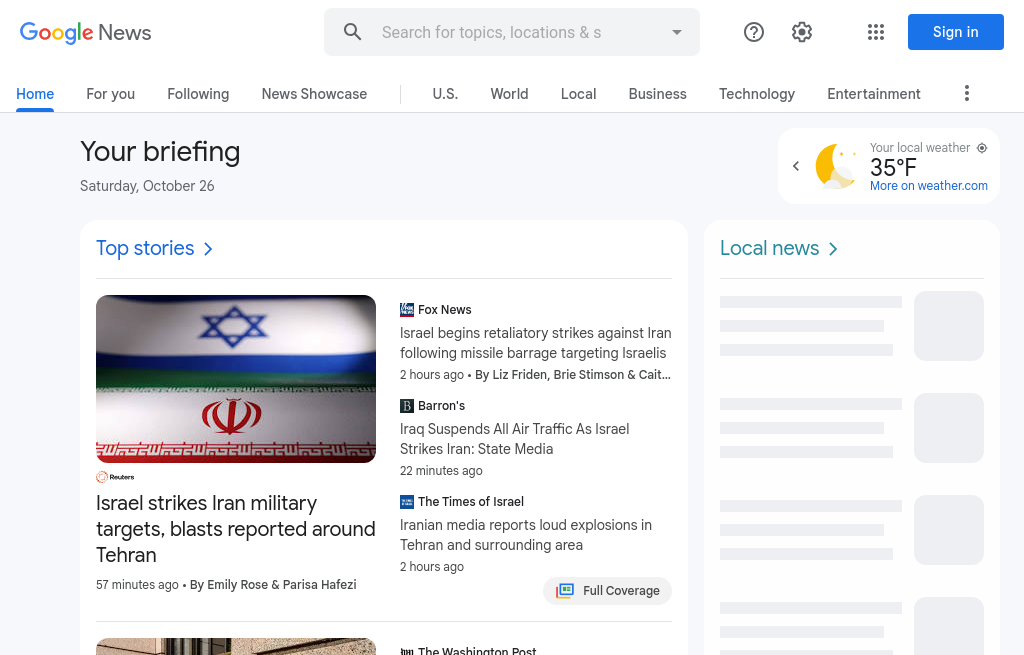 Google News
Search for topics, locations & s
Sign in
Home
For you
Following
News Showcase
U.S.
World
Local
Business
Technology
Entertainment
Your briefing
Saturday, October 26
Your local weather
35°F
More on weather.com
Top stories
Reuters
Israel strikes Iran military
targets, blasts reported around
Tehran
57 minutes ago • By Emily Rose & Parisa Hafezi
Fox News
Israel begins retaliatory strikes against Iran
following missile barrage targeting Israelis
2 hours ago • By Liz Friden, Brie Stimson & Cait…
Barron's
Iraq Suspends All Air Traffic As Israel
Strikes Iran: State Media
22 minutes ago
The Times of Israel
Iranian media reports loud explosions in
Tehran and surrounding area
2 hours ago
Full Coverage
The Washington Post
Local news